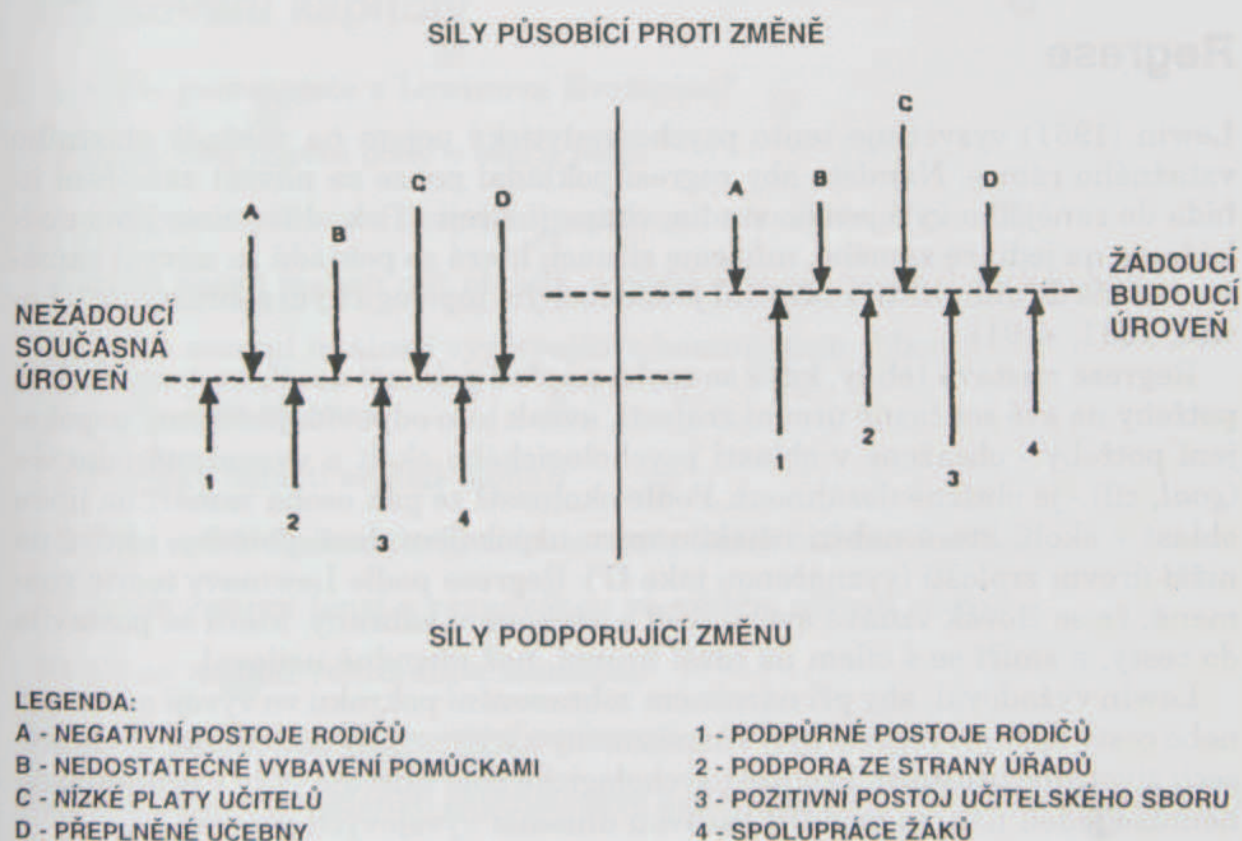 SÍLY PŮSOBÍCÍ PROTI ZMĚNĚ
A
B
C
D
A
B
C
D
NEŽÁDOUCÍ
SOUČASNÁ
ÚROVEŇ
ŽÁDOUCÍ
BUDOUCÍ
ÚROVEŇ
1
2
3
4
1
2
3
4
SÍLY PODPORUJÍCÍ ZMĚNU
LEGENDA:
A - NEGATIVNÍ POSTOJE RODIČŮ
B - NEDOSTATEČNÉ VYBAVENÍ POMŮCKAMI
C - NÍZKÉ PLATY UČITELŮ
D - PŘEPLNĚNÉ UČEBNY
1 - PODPŮRNÉ POSTOJE RODIČŮ
2 - PODPORA ZE STRANY ÚŘADŮ
3 - POZITIVNÍ POSTOJ UČITELSKÉHO SBORU
4 - SPOLUPRÁCE ŽÁKŮ